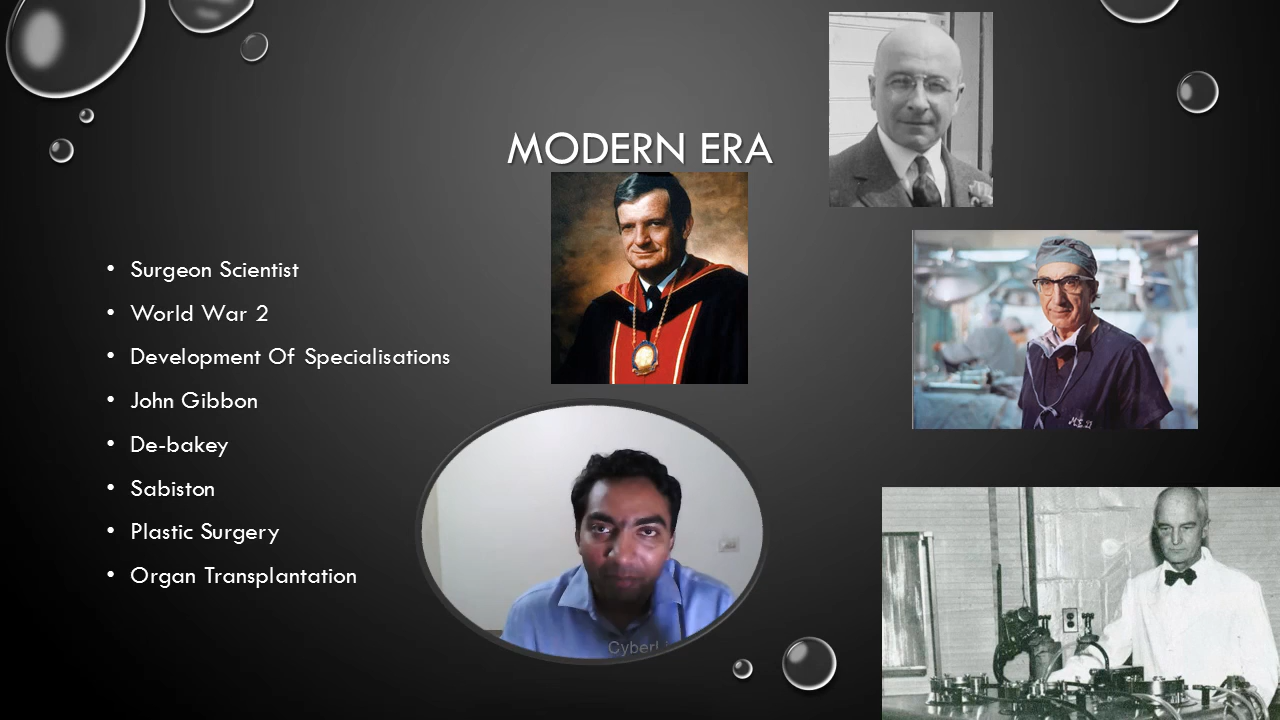 MODERN ERA
Surgeon Scientist
World War 2
Development Of Specialisations
John Gibbon
De-bakey
Sabiston
Plastic Surgery
Organ Transplantation